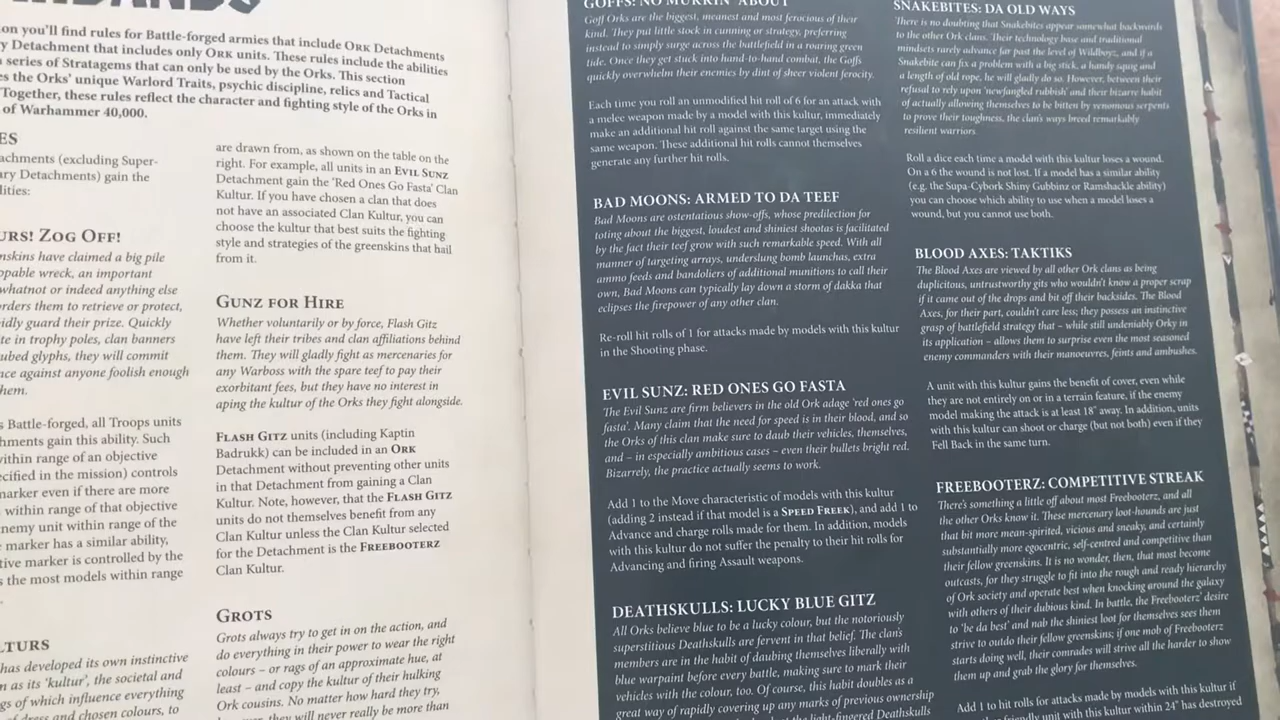 on you'll find rules for Battle-forged armies that include ORK Detachments
y Detachment that includes only ORK units. These rules include the abilities
series of Stratagems that can only be used by the Orks. This section
es the Orks' unique Warlord Traits, psychic discipline, relics and Tactical
Together, these rules reflect the character and fighting style of the Orks in
of Warhammer 40,000.
ES
achments (excluding Super-
ary Detachments) gain the
lities:
URS! ZOG OFF!
nskins have claimed a big pile
ppable wreck, an important
whatnot or indeed anything else
orders them to retrieve or protect,
idly guard their prize. Quickly
te in trophy poles, clan banners
ubed glyphs, they will commit
nce against anyone foolish enough
hem.
s Battle-forged, all Troops units
hments gain this ability. Such
within range of an objective
cified in the mission) controls
marker even if there are more
within range of that objective
nemy unit within range of the
marker has a similar ability,
tive marker is controlled by the
s the most models within range
LTURS
has developed its own instinctive
n as its 'kultur', the societal and
gs of which influence everything
dress and chosen colours, to
are drawn from, as shown on the table on the
right. For example, all units in an EVIL SUNZ
Detachment gain the 'Red Ones Go Fasta' Clan
Kultur. If you have chosen a clan that does
not have an associated Clan Kultur, you can
choose the kultur that best suits the fighting
style and strategies of the greenskins that hail
from it.
GUNZ FOR HIRE
Whether voluntarily or by force, Flash Gitz
have left their tribes and clan affiliations behind
them. They will gladly fight as mercenaries for
any Warboss with the spare teef to pay their
exorbitant fees, but they have no interest in
aping the kultur of the Orks they fight alongside.
FLASH GITZ units (including Kaptin
Badrukk) can be included in an ORK
Detachment without preventing other units
in that Detachment from gaining a Clan
Kultur. Note, however, that the FLASH GITZ
units do not themselves benefit from any
Clan Kultur unless the Clan Kultur selected
for the Detachment is the FREEBOOTERZ
Clan Kultur.
GROTS
Grots always try to get in on the action, and
do everything in their power to wear the right
colours – or rags of an approximate hue, at
least – and copy the kultur of their hulking
Ork cousins. No matter how hard they try,
they will never really be more than
GOFFS: NO MUKKIN' ABOUT
Goff Orks are the biggest, meanest and most ferocious of their
kind. They put little stock in cunning or strategy, preferring
instead to simply surge across the battlefield in a roaring green
tide. Once they get stuck into hand-to-hand combat, the Goffs
quickly overwhelm their enemies by dint of sheer violent ferocity.
Each time you roll an unmodified hit roll of 6 for an attack with
a melee weapon made by a model with this kultur, immediately
make an additional hit roll against the same target using the
same weapon. These additional hit rolls cannot themselves
generate any further hit rolls.
BAD MOONS: ARMED TO DA TEEF
Bad Moons are ostentatious show-offs, whose predilection for
toting about the biggest, loudest and shiniest shootas is facilitated
by the fact their teef grow with such remarkable speed. With all
manner of targeting arrays, underslung bomb launchas, extra
ammo feeds and bandoliers of additional munitions to call their
own, Bad Moons can typically lay down a storm of dakka that
eclipses the firepower of any other clan.
Re-roll hit rolls of 1 for attacks made by models with this kultur
in the Shooting phase.
EVIL SUNZ: RED ONES GO FASTA
The Evil Sunz are firm believers in the old Ork adage 'red ones go
fasta'. Many claim that the need for speed is in their blood, and so
the Orks of this clan make sure to daub their vehicles, themselves,
and – in especially ambitious cases – even their bullets bright red.
Bizarrely, the practice actually seems to work.
Add 1 to the Move characteristic of models with this kultur
(adding 2 instead if that model is a SPEED FREEK), and add 1 to
Advance and charge rolls made for them. In addition, models
with this kultur do not suffer the penalty to their hit rolls for
Advancing and firing Assault weapons.
DEATHSKULLS: LUCKY BLUE GITZ
All Orks believe blue to be a lucky colour, but the notoriously
superstitious Deathskulls are fervent in that belief. The clan's
members are in the habit of daubing themselves liberally with
blue warpaint before every battle, making sure to mark their
vehicles with the colour, too. Of course, this habit doubles as a
great way of rapidly covering up any marks of previous ownership
light-fingered Deathskulls
SNAKEBITES: DA OLD WAYS
There is no doubting that Snakebites appear somewhat backwards
to the other Ork clans. Their technology base and traditional
mindsets rarely advance far past the level of Wildboyz, and if a
Snakebite can fix a problem with a big stick, a handy squig and
a length of old rope, he will gladly do so. However, between their
refusal to rely upon 'newfangled rubbish' and their bizarre habit
of actually allowing themselves to be bitten by venomous serpents
to prove their toughness, the clan's ways breed remarkably
resilient warriors.
Roll a dice each time a model with this kultur loses a wound.
On a 6 the wound is not lost. If a model has a similar ability
(e.g. the Supa-Cybork Shiny Gubbinz or Ramshackle ability)
you can choose which ability to use when a model loses a
wound, but you cannot use both.
BLOOD AXES: TAKTIKS
The Blood Axes are viewed by all other Ork clans as being
duplicitous, untrustworthy gits who wouldn't know a proper scrap
if it came out of the drops and bit off their backsides. The Blood
Axes, for their part, couldn't care less; they possess an instinctive
grasp of battlefield strategy that – while still undeniably Orky in
its application – allows them to surprise even the most seasoned
enemy commanders with their manoeuvres, feints and ambushes.
A unit with this kultur gains the benefit of cover, even while
they are not entirely on or in a terrain feature, if the enemy
model making the attack is at least 18" away. In addition, units
with this kultur can shoot or charge (but not both) even if they
Fell Back in the same turn.
FREEBOOTERZ: COMPETITIVE STREAK
There's something a little off about most Freebooterz, and all
the other Orks know it. These mercenary loot-hounds are just
that bit more mean-spirited, vicious and sneaky, and certainly
substantially more egocentric, self-centred and competitive than
their fellow greenskins. It is no wonder, then, that most become
outcasts, for they struggle to fit into the rough and ready hierarchy
of Ork society and operate best when knocking around the galaxy
with others of their dubious kind. In battle, the Freebooterz' desire
to 'be da best' and nab the shiniest loot for themselves sees them
strive to outdo their fellow greenskins; if one mob of Freebooterz
starts doing well, their comrades will strive all the harder to show
them up and grab the glory for themselves.
Add 1 to hit rolls for attacks made by models with this kultur if
friendly unit with this kultur within 24" has destroyed